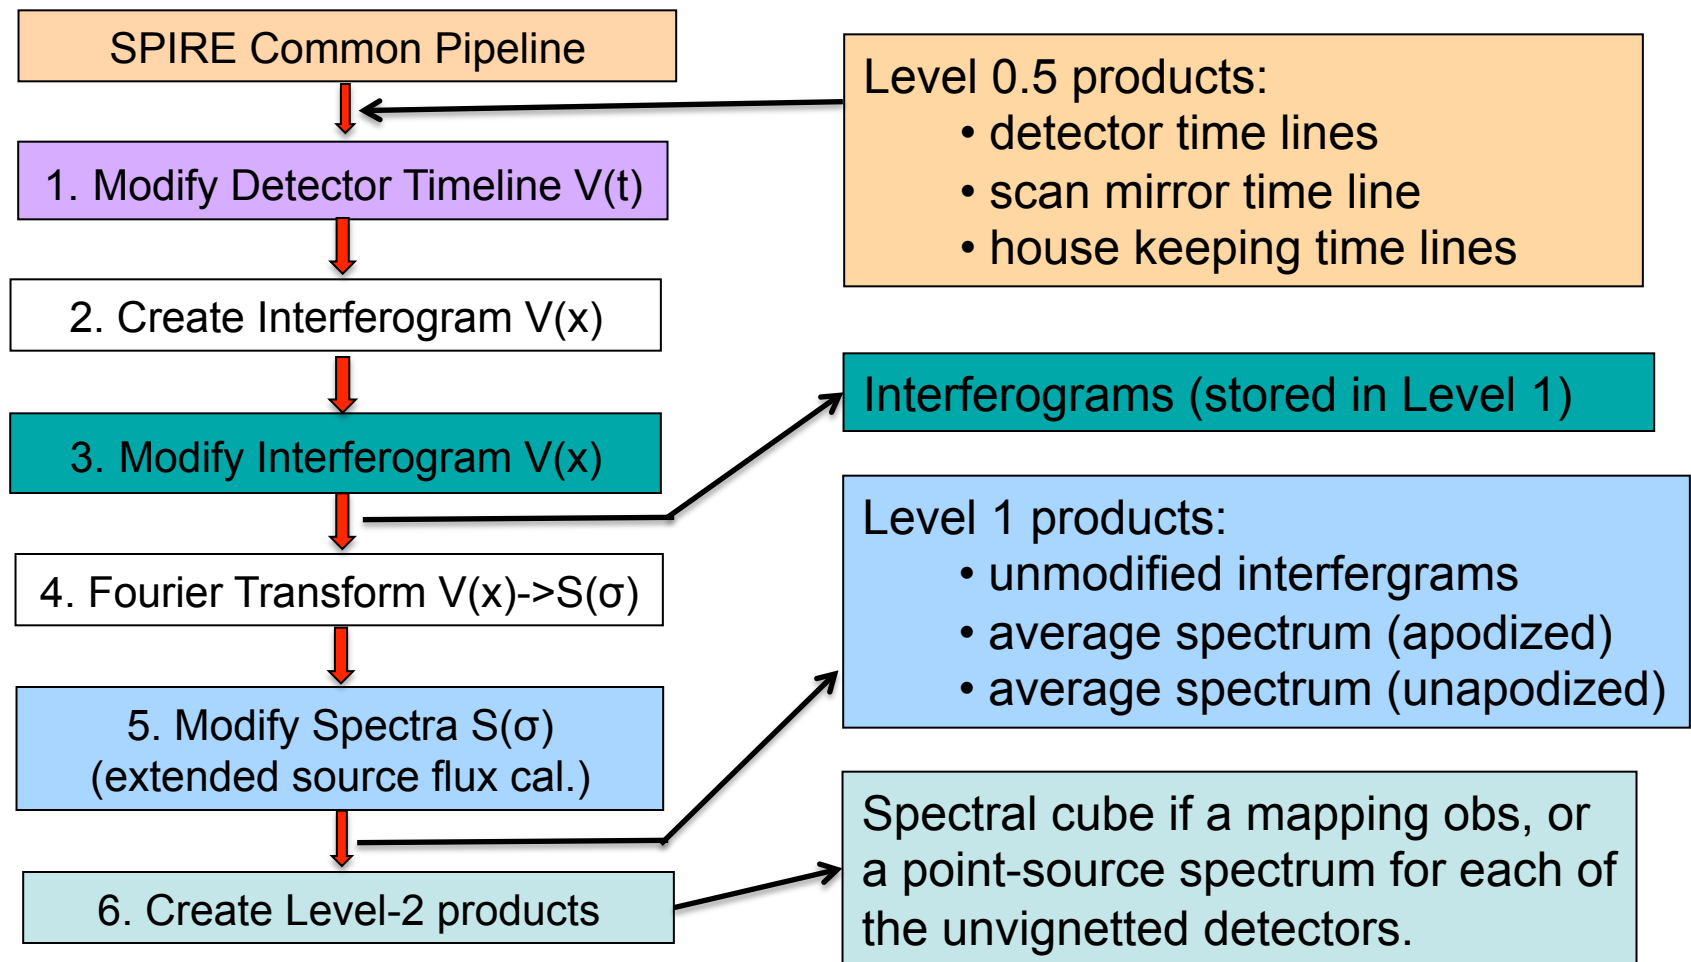 SPIRE Common Pipeline
1. Modify Detector Timeline V(t)
2. Create Interferogram V(x)
3. Modify Interferogram V(x)
4. Fourier Transform V(x)->S(σ)
5. Modify Spectra S(σ)
(extended source flux cal.)
6. Create Level-2 products
Level 0.5 products:
• detector time lines
• scan mirror time line
• house keeping time lines
Interferograms (stored in Level 1)
Level 1 products:
• unmodified interfergrams
• average spectrum (apodized)
• average spectrum (unapodized)
Spectral cube if a mapping obs, or
a point-source spectrum for each of
the unvignetted detectors.